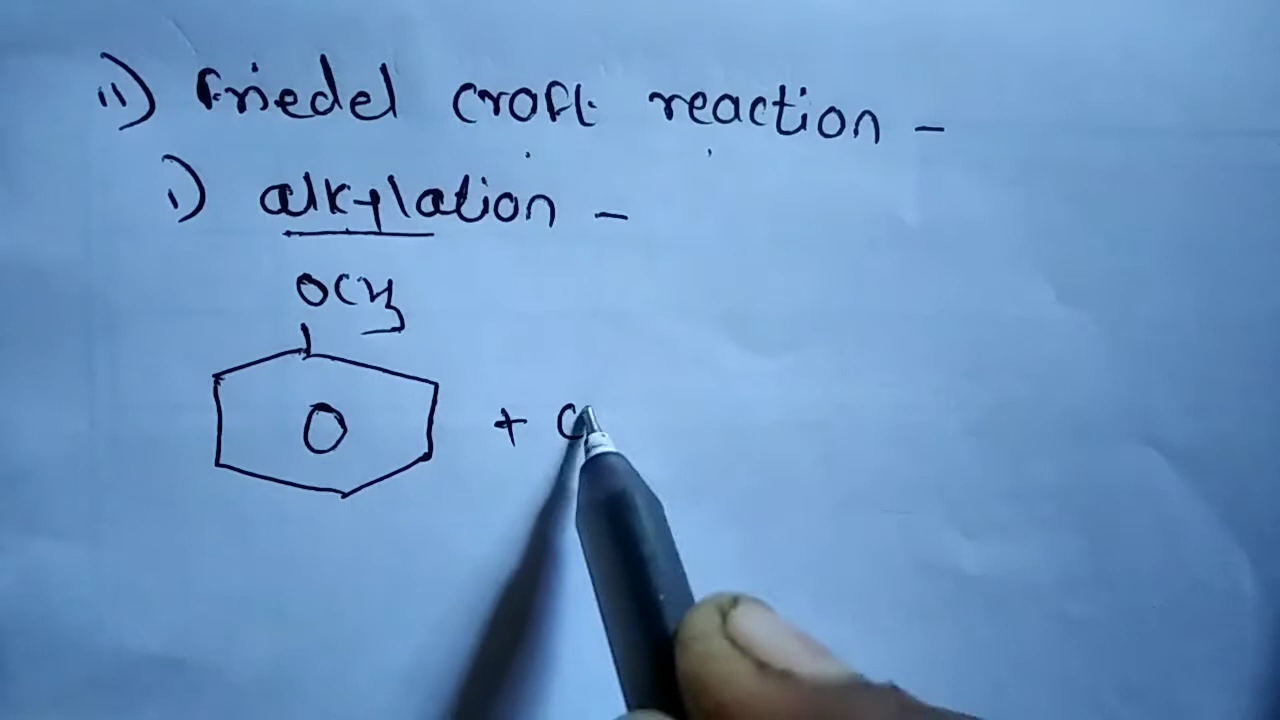 ii) Friedel croft reaction -
i) alkylation -
OCH3
O + C